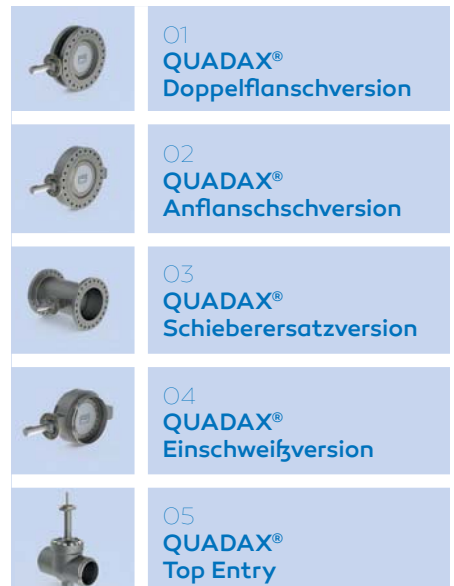 01
QUADAX®
Doppelflanschversion
02
QUADAX®
Anflanschschversion
03
QUADAX®
Schieberersatzversion
04
QUADAX®
Einschweißversion
05
QUADAX®
Top Entry